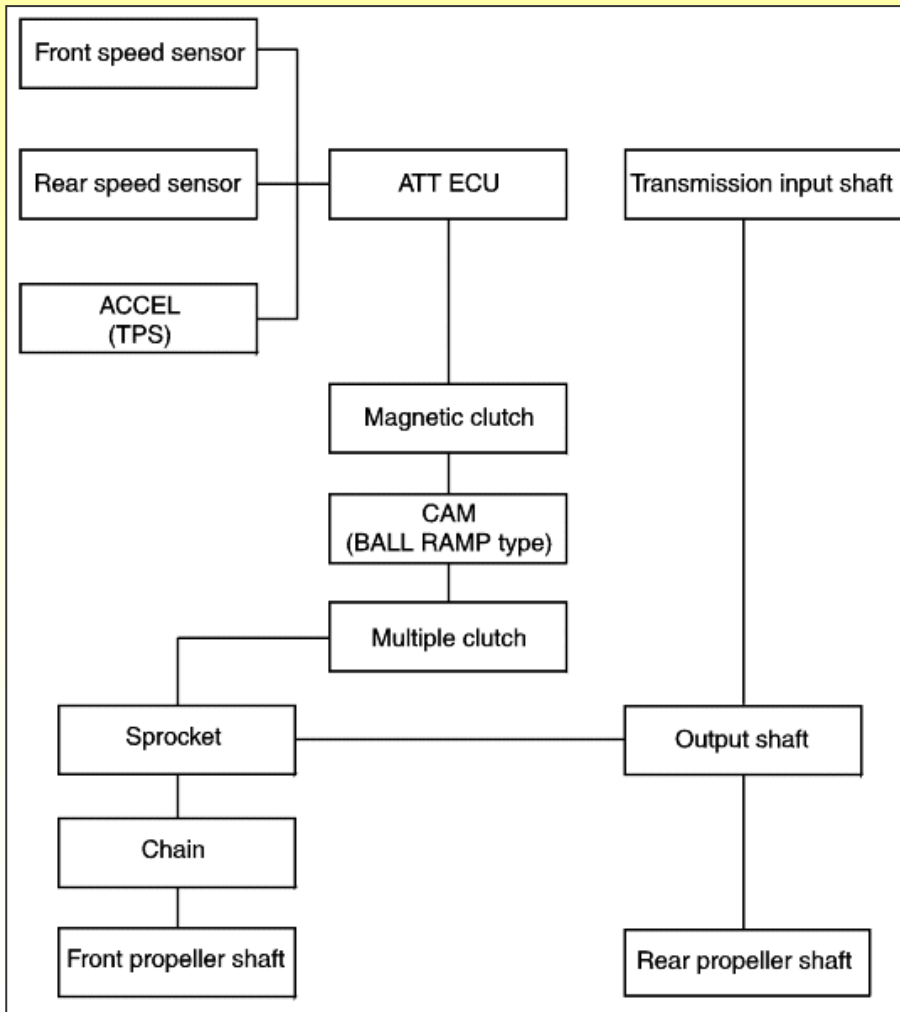 Front speed sensor
Rear speed sensor
ATT ECU
Transmission input shaft
ACCEL
(TPS)
Magnetic clutch
CAM
(BALL RAMP type)
Multiple clutch
Sprocket
Output shaft
Chain
Front propeller shaft
Rear propeller shaft